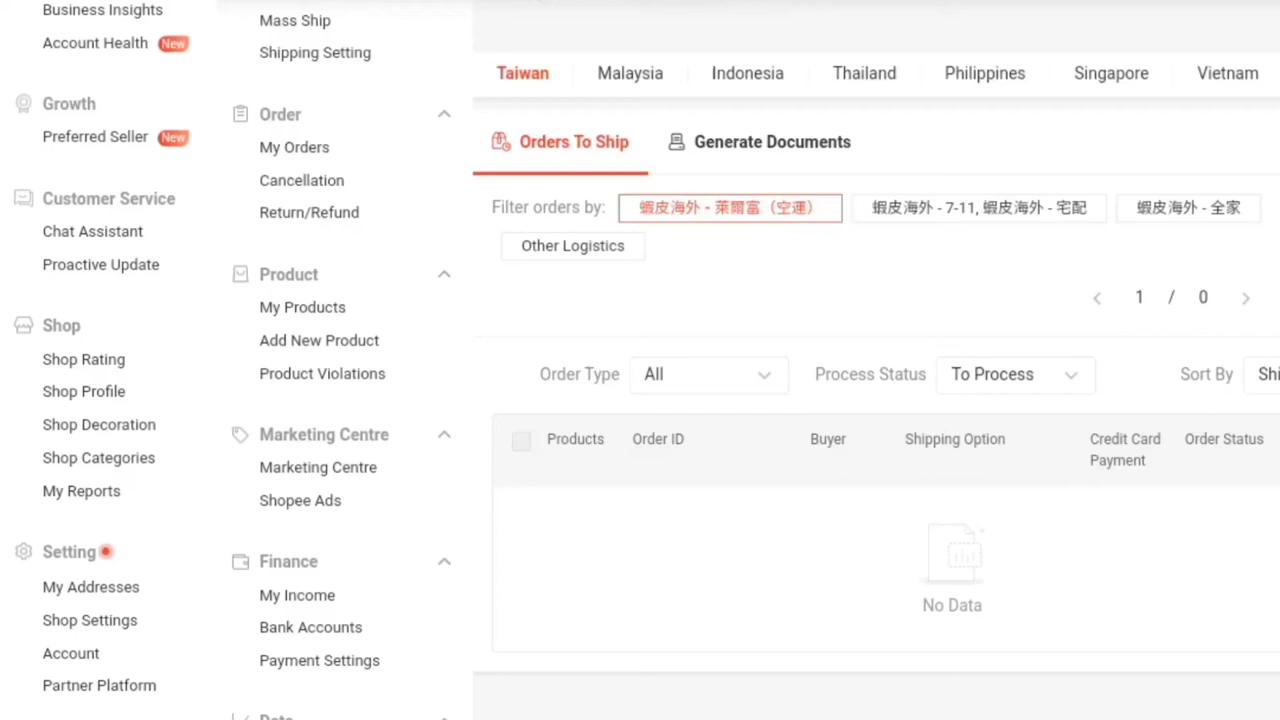 Business Insights
Account Health New
Growth
Preferred Seller New
Customer Service
Chat Assistant
Proactive Update
Shop
Shop Rating
Shop Profile
Shop Decoration
Shop Categories
My Reports
Setting
My Addresses
Shop Settings
Account
Partner Platform
Mass Ship
Shipping Setting
Order
My Orders
Cancellation
Return/Refund
Product
My Products
Add New Product
Product Violations
Marketing Centre
Marketing Centre
Shopee Ads
Finance
My Income
Bank Accounts
Payment Settings
Taiwan Malaysia Indonesia Thailand Philippines Singapore Vietnam
Orders To Ship Generate Documents
Filter orders by: 蝦皮海外 - 萊爾富（空運） 蝦皮海外 - 7-11, 蝦皮海外 - 宅配 蝦皮海外 - 全家
Other Logistics
1 / 0
Order Type All Process Status To Process Sort By Shi
Products Order ID Buyer Shipping Option Credit Card Payment Order Status
No Data